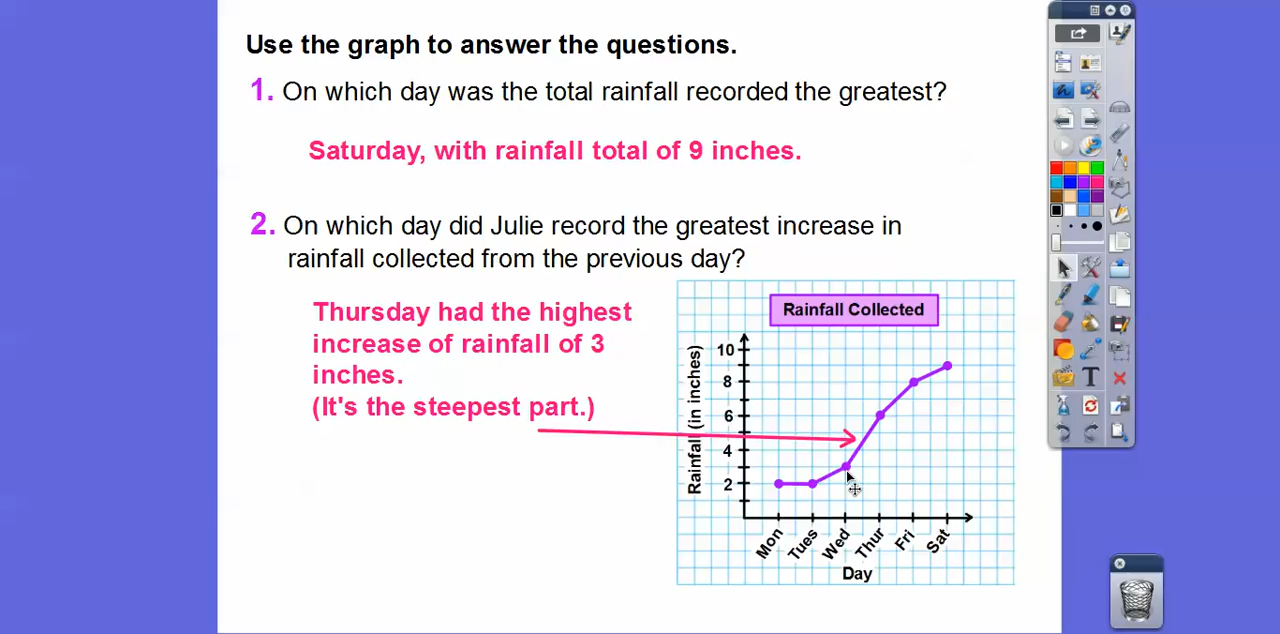 Use the graph to answer the questions.
1. On which day was the total rainfall recorded the greatest?
Saturday, with rainfall total of 9 inches.
2. On which day did Julie record the greatest increase in
rainfall collected from the previous day?
Thursday had the highest
increase of rainfall of 3
inches.
(It's the steepest part.)
Rainfall Collected
Rainfall (in inches)
10
8
6
4
2
Mon Tues Wed Thur Fri Sat
Day
T